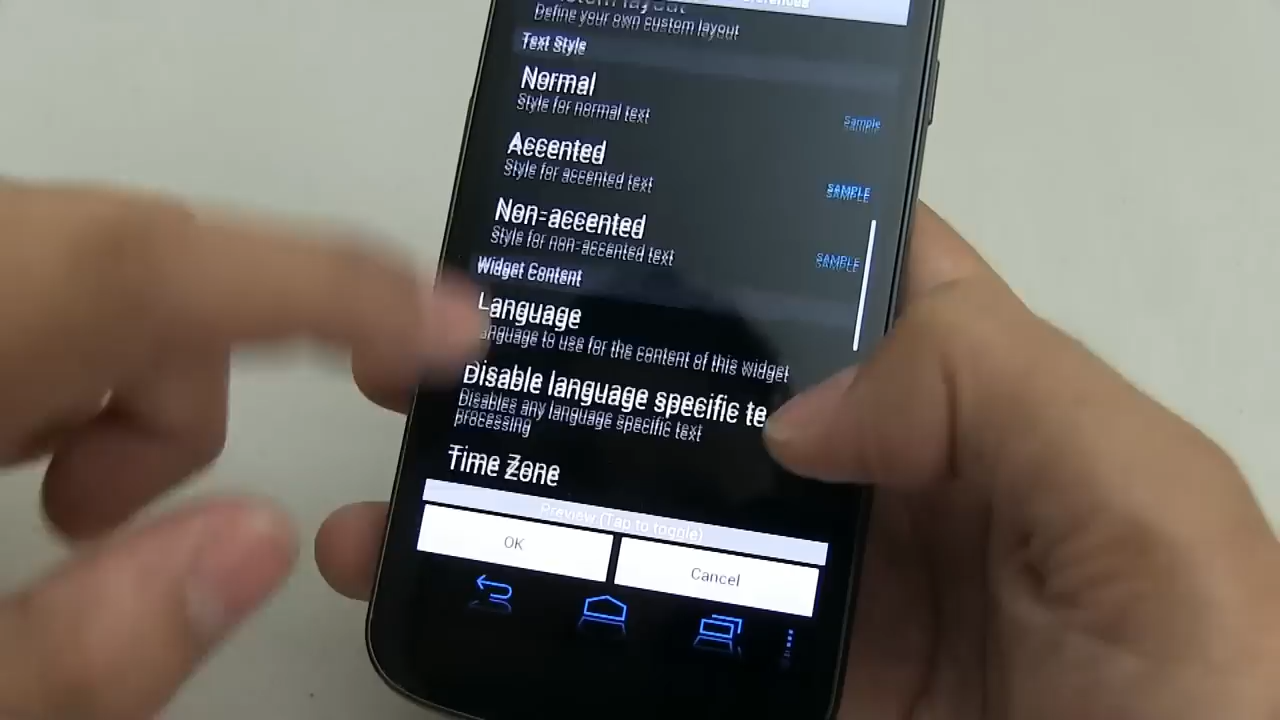 Define your own custom layout
Text Style
Normal
Style for normal text
Sample
Accented
Style for accented text
SAMPLE
Non-accented
Style for non-accented text
SAMPLE
Widget Content
Language
Language to use for the content of this widget
Disable language specific te
Disables any language specific text
processing
Time Zone
Preview (Tap to toggle)
OK
Cancel